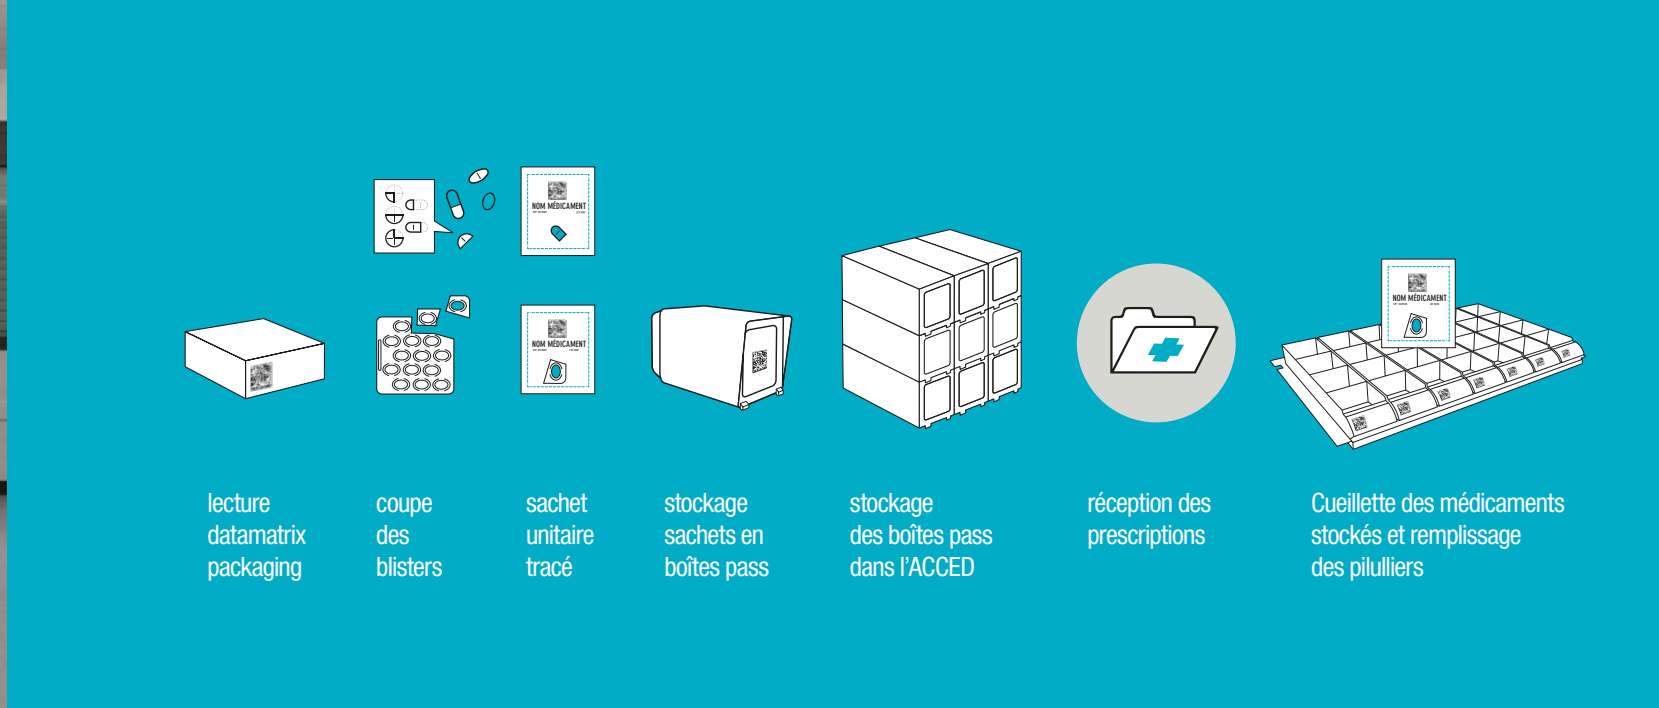 NOM MÉDICAMENT
NOM MÉDICAMENT
NOM MÉDICAMENT
lecture
datamatrix
packaging
coupe
des
blisters
sachet
unitaire
tracé
stockage
sachets en
boîtes pass
stockage
des boîtes pass
dans l'ACCED
réception des
prescriptions
Cueillette des médicaments
stockés et remplissage
des pilulliers